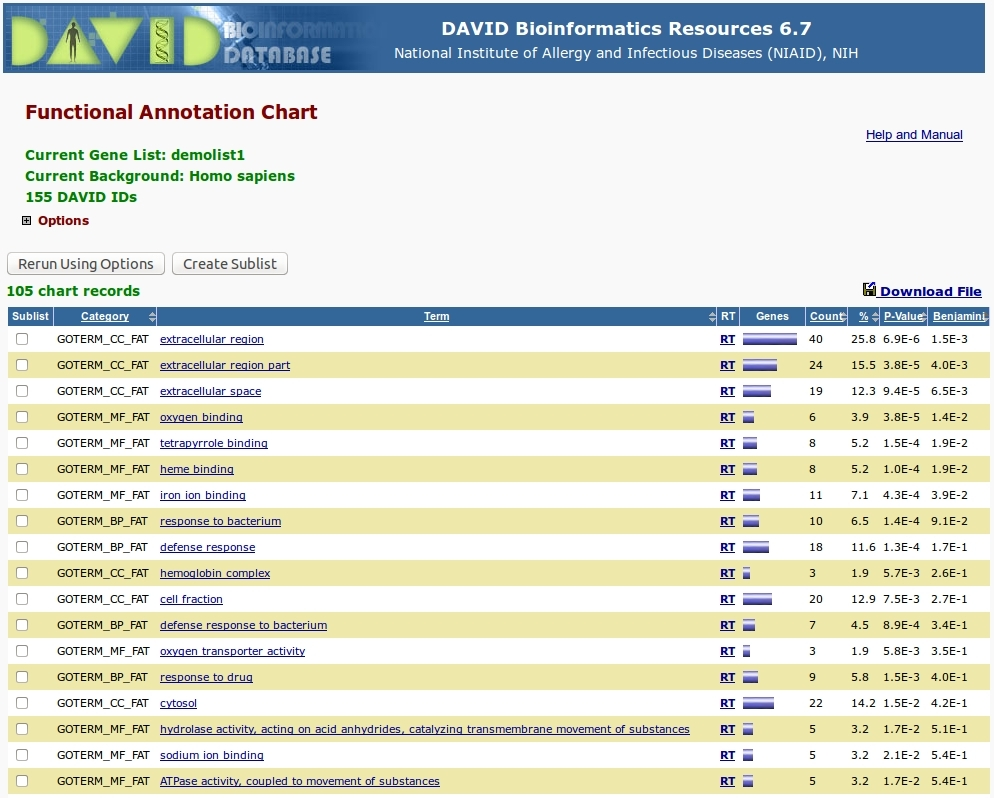 DAVID BIOINFORMATICS
DATABASE
DAVID Bioinformatics Resources 6.7
National Institute of Allergy and Infectious Diseases (NIAID), NIH
Functional Annotation Chart
Help and Manual
Current Gene List: demolist1
Current Background: Homo sapiens
155 DAVID IDs
Options
Rerun Using Options Create Sublist
105 chart records Download File
Sublist Category Term RT Genes Count % P-Value Benjamini
GOTERM_CC_FAT extracellular region RT 40 25.8 6.9E-6 1.5E-3
GOTERM_CC_FAT extracellular region part RT 24 15.5 3.8E-5 4.0E-3
GOTERM_CC_FAT extracellular space RT 19 12.3 9.4E-5 6.5E-3
GOTERM_MF_FAT oxygen binding RT 6 3.9 3.8E-5 1.4E-2
GOTERM_MF_FAT tetrapyrrole binding RT 8 5.2 1.5E-4 1.9E-2
GOTERM_MF_FAT heme binding RT 8 5.2 1.0E-4 1.9E-2
GOTERM_MF_FAT iron ion binding RT 11 7.1 4.3E-4 3.9E-2
GOTERM_BP_FAT response to bacterium RT 10 6.5 1.4E-4 9.1E-2
GOTERM_BP_FAT defense response RT 18 11.6 1.3E-4 1.7E-1
GOTERM_CC_FAT hemoglobin complex RT 3 1.9 5.7E-3 2.6E-1
GOTERM_CC_FAT cell fraction RT 20 12.9 7.5E-3 2.7E-1
GOTERM_BP_FAT defense response to bacterium RT 7 4.5 8.9E-4 3.4E-1
GOTERM_MF_FAT oxygen transporter activity RT 3 1.9 5.8E-3 3.5E-1
GOTERM_BP_FAT response to drug RT 9 5.8 1.5E-3 4.0E-1
GOTERM_CC_FAT cytosol RT 22 14.2 1.5E-2 4.2E-1
GOTERM_MF_FAT hydrolase activity, acting on acid anhydrides, catalyzing transmembrane movement of substances RT 5 3.2 1.7E-2 5.1E-1
GOTERM_MF_FAT sodium ion binding RT 5 3.2 2.1E-2 5.4E-1
GOTERM_MF_FAT ATPase activity, coupled to movement of substances RT 5 3.2 1.7E-2 5.4E-1